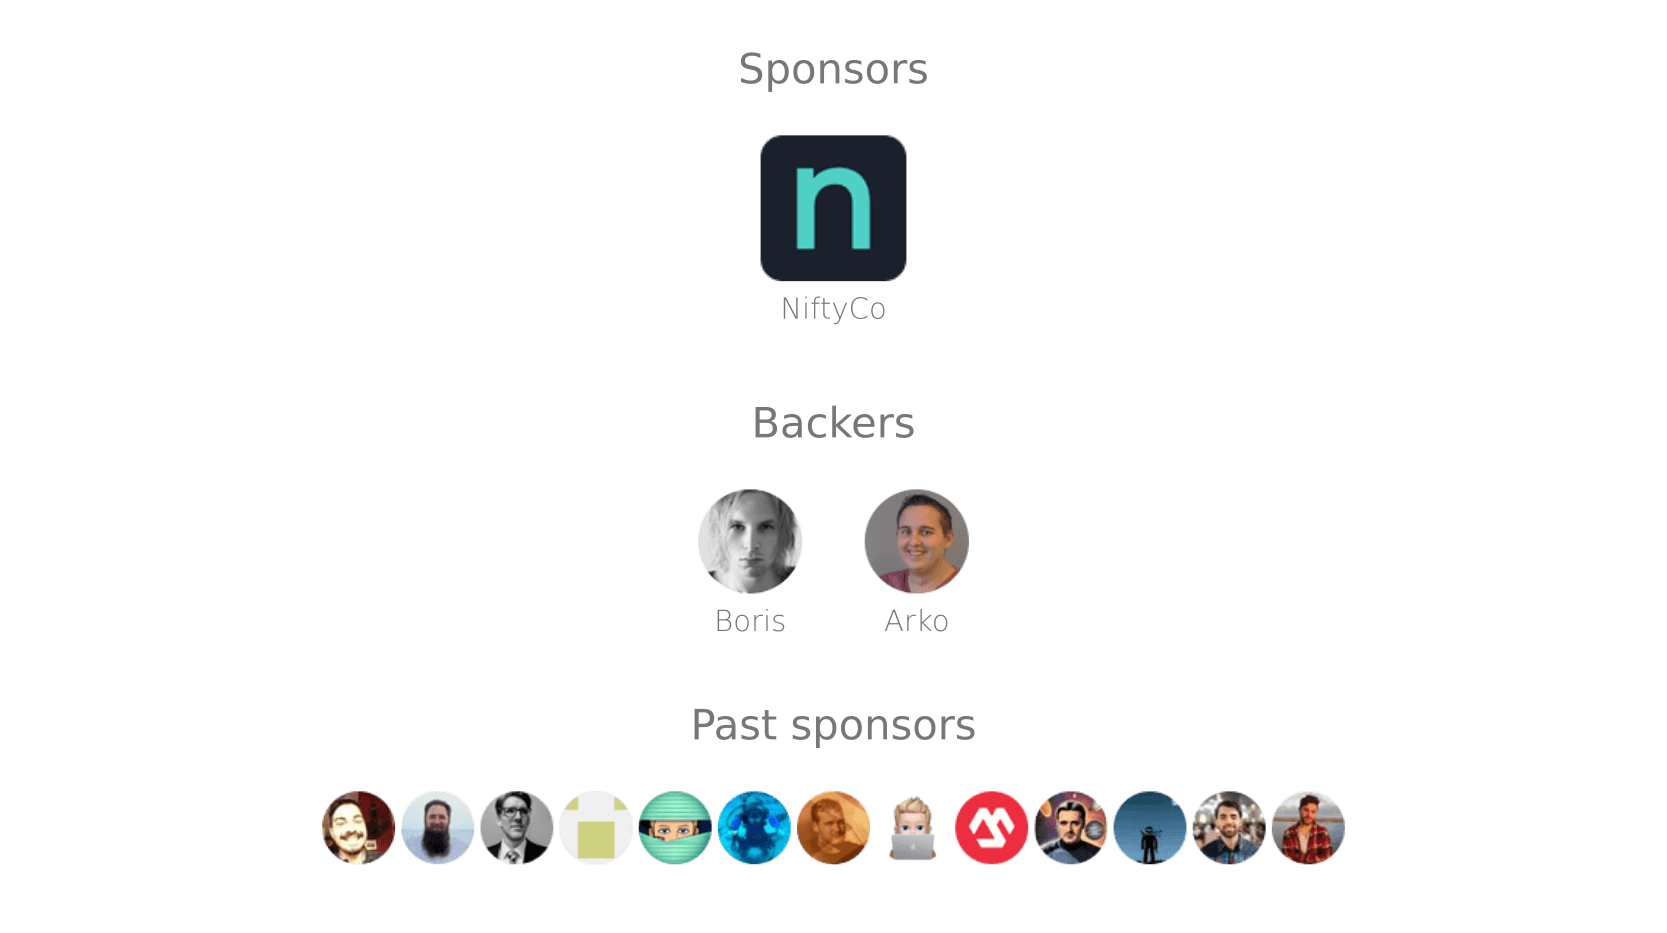 Sponsors
n
NiftyCo
Backers
Boris
Arko
Past sponsors